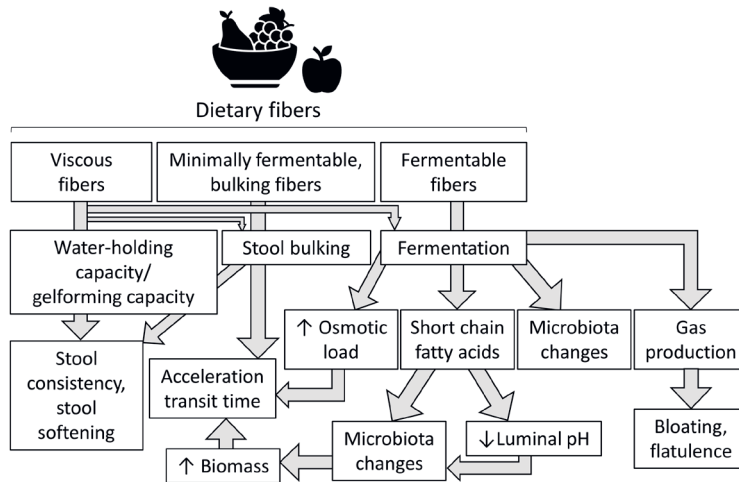 Dietary fibers
Viscous
fibers
Minimally fermentable,
bulking fibers
Fermentable
fibers
Water-holding
capacity/
gelforming capacity
Stool bulking
Fermentation
↑ Osmotic
load
Short chain
fatty acids
Microbiota
changes
Gas
production
Stool
consistency,
stool
softening
Acceleration
transit time
Microbiota
changes
↓Luminal pH
Bloating,
flatulence
↑ Biomass